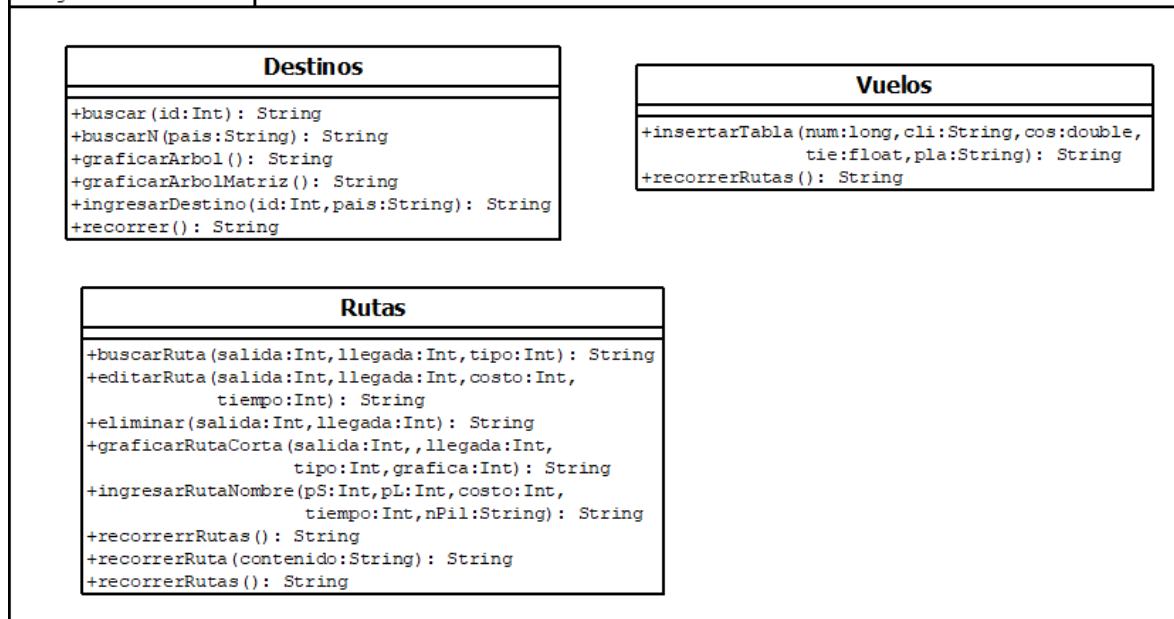 Destinos
+buscar(id:Int): String
+buscarN(pais:String): String
+graficarArbol(): String
+graficarArbolMatriz(): String
+ingresarDestino(id:Int,pais:String): String
+recorrer(): String
Vuelos
+insertarTabla(num:long,cli:String,cos:double,
tie:float,pla:String): String
+recorrerRutas(): String
Rutas
+buscarRuta(salida:Int,llegada:Int,tipo:Int): String
+editarRuta(salida:Int,llegada:Int,costo:Int,
tiempo:Int): String
+eliminar(salida:Int,llegada:Int): String
+graficarRutaCorta(salida:Int,,llegada:Int,
tipo:Int,grafica:Int): String
+ingresarRutaNombre(pS:Int,pL:Int,costo:Int,
tiempo:Int,nPil:String): String
+recorrerrRutas(): String
+recorrerRuta(contenido:String): String
+recorrerRutas(): String